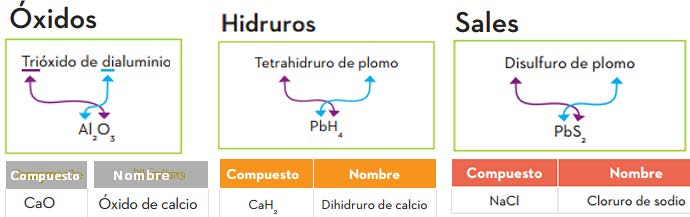 Óxidos
Trióxido de dialuminio
Al2O3
Compuesto Nombre
CaO Óxido de calcio
Hidruros
Tetrahidruro de plomo
PbH4
Compuesto Nombre
CaH2 Dihidruro de calcio
Sales
Disulfuro de plomo
PbS2
Compuesto Nombre
NaCl Cloruro de sodio